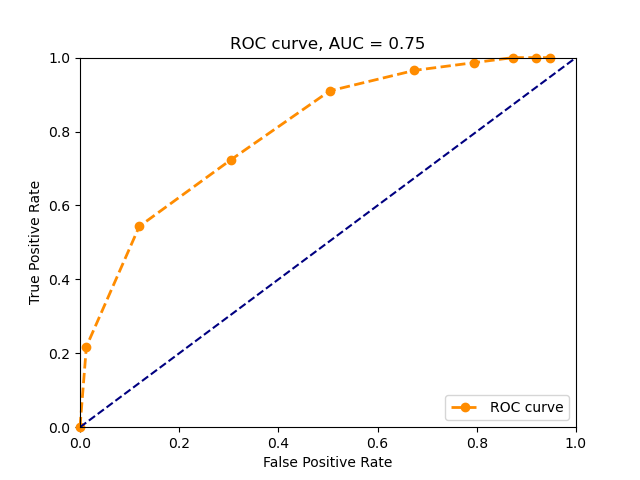 ROC curve, AUC = 0.75
True Positive Rate
1.0
0.8
0.6
0.4
0.2
0.0
0.0 0.2 0.4 0.6 0.8 1.0
False Positive Rate
ROC curve